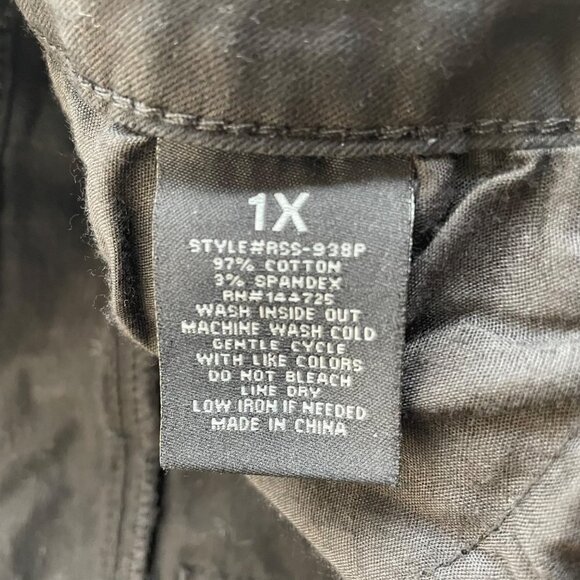 1X
STYLE#RSS-938P
97% COTTON
3% SPANDEX
RN#144725
WASH INSIDE OUT
MACHINE WASH COLD
GENTLE CYCLE
WITH LIKE COLORS
DO NOT BLEACH
LINE DRY
LOW IRON IF NEEDED
MADE IN CHINA